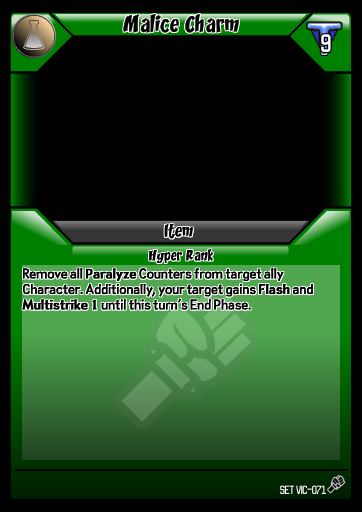 Malice Charm
9
Item
Hyper Rank
Remove all Paralyze Counters from target ally
Character. Additionally, your target gains Flash and
Multistrike 1 until this turn's End Phase.
SET VIC-071